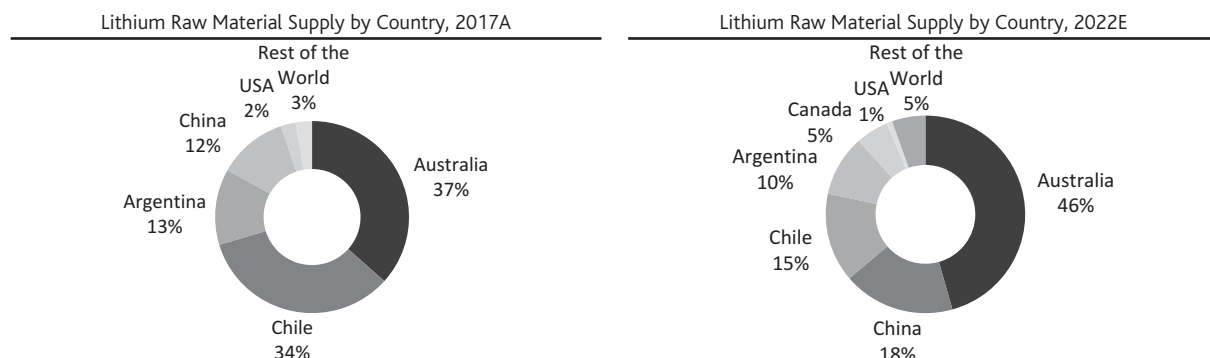 Lithium Raw Material Supply by Country, 2017A
Rest of the
World
3%
USA
2%
China
12%
Argentina
13%
Australia
37%
Chile
34%
Lithium Raw Material Supply by Country, 2022E
Rest of the
World
5%
USA
1%
Canada
5%
Argentina
10%
Chile
15%
Australia
46%
China
18%